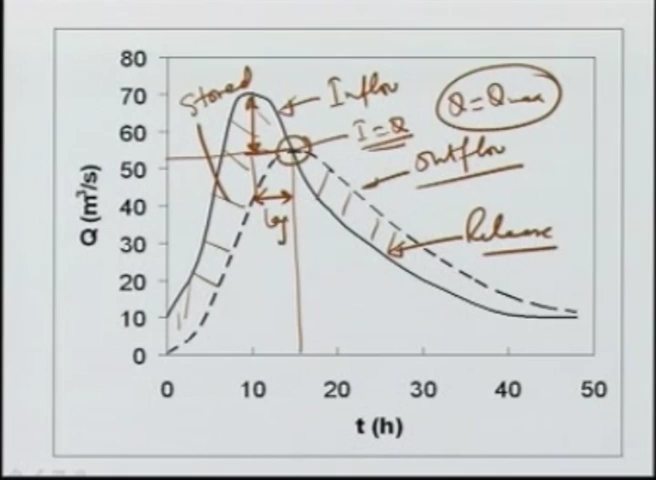 80
70
60
50
40
30
20
10
0
Q (m³/s)
0 10 20 30 40 50
t (h)
Stored
Inflow
I = Q
Q = Qmax
outflow
lag
Release